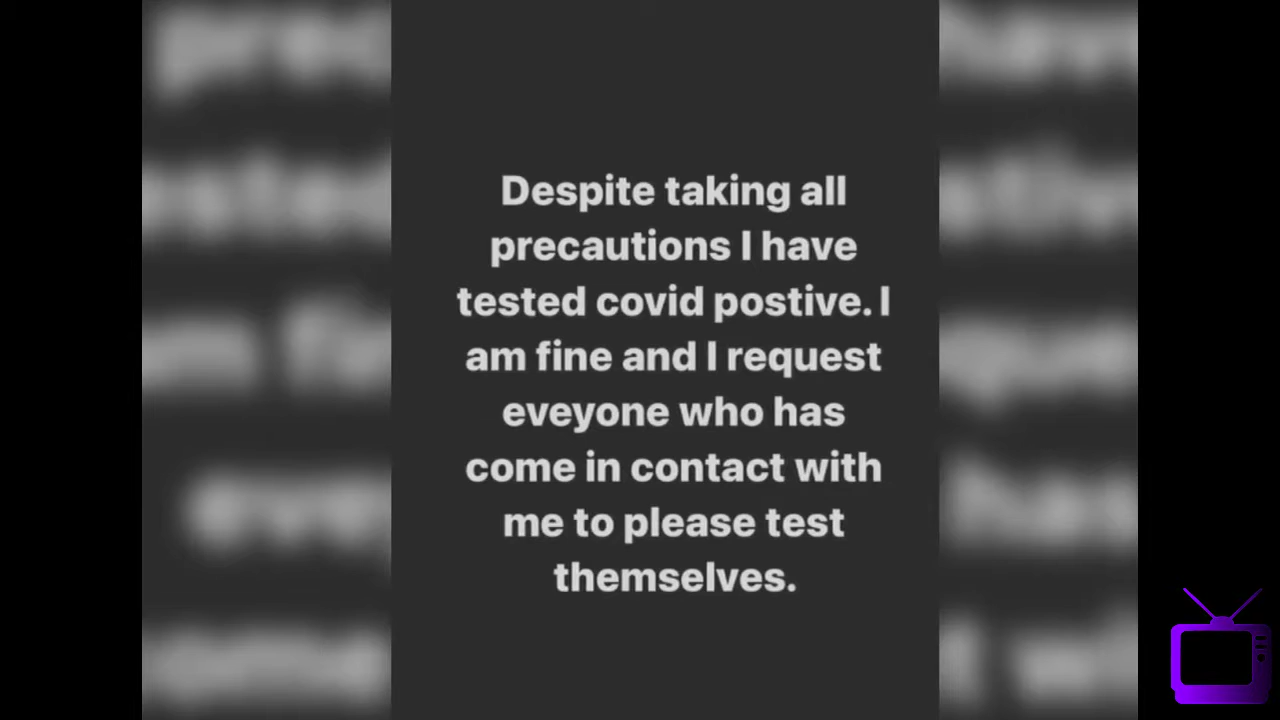 Despite taking all
precautions I have
tested covid postive. I
am fine and I request
eveyone who has
come in contact with
me to please test
themselves.